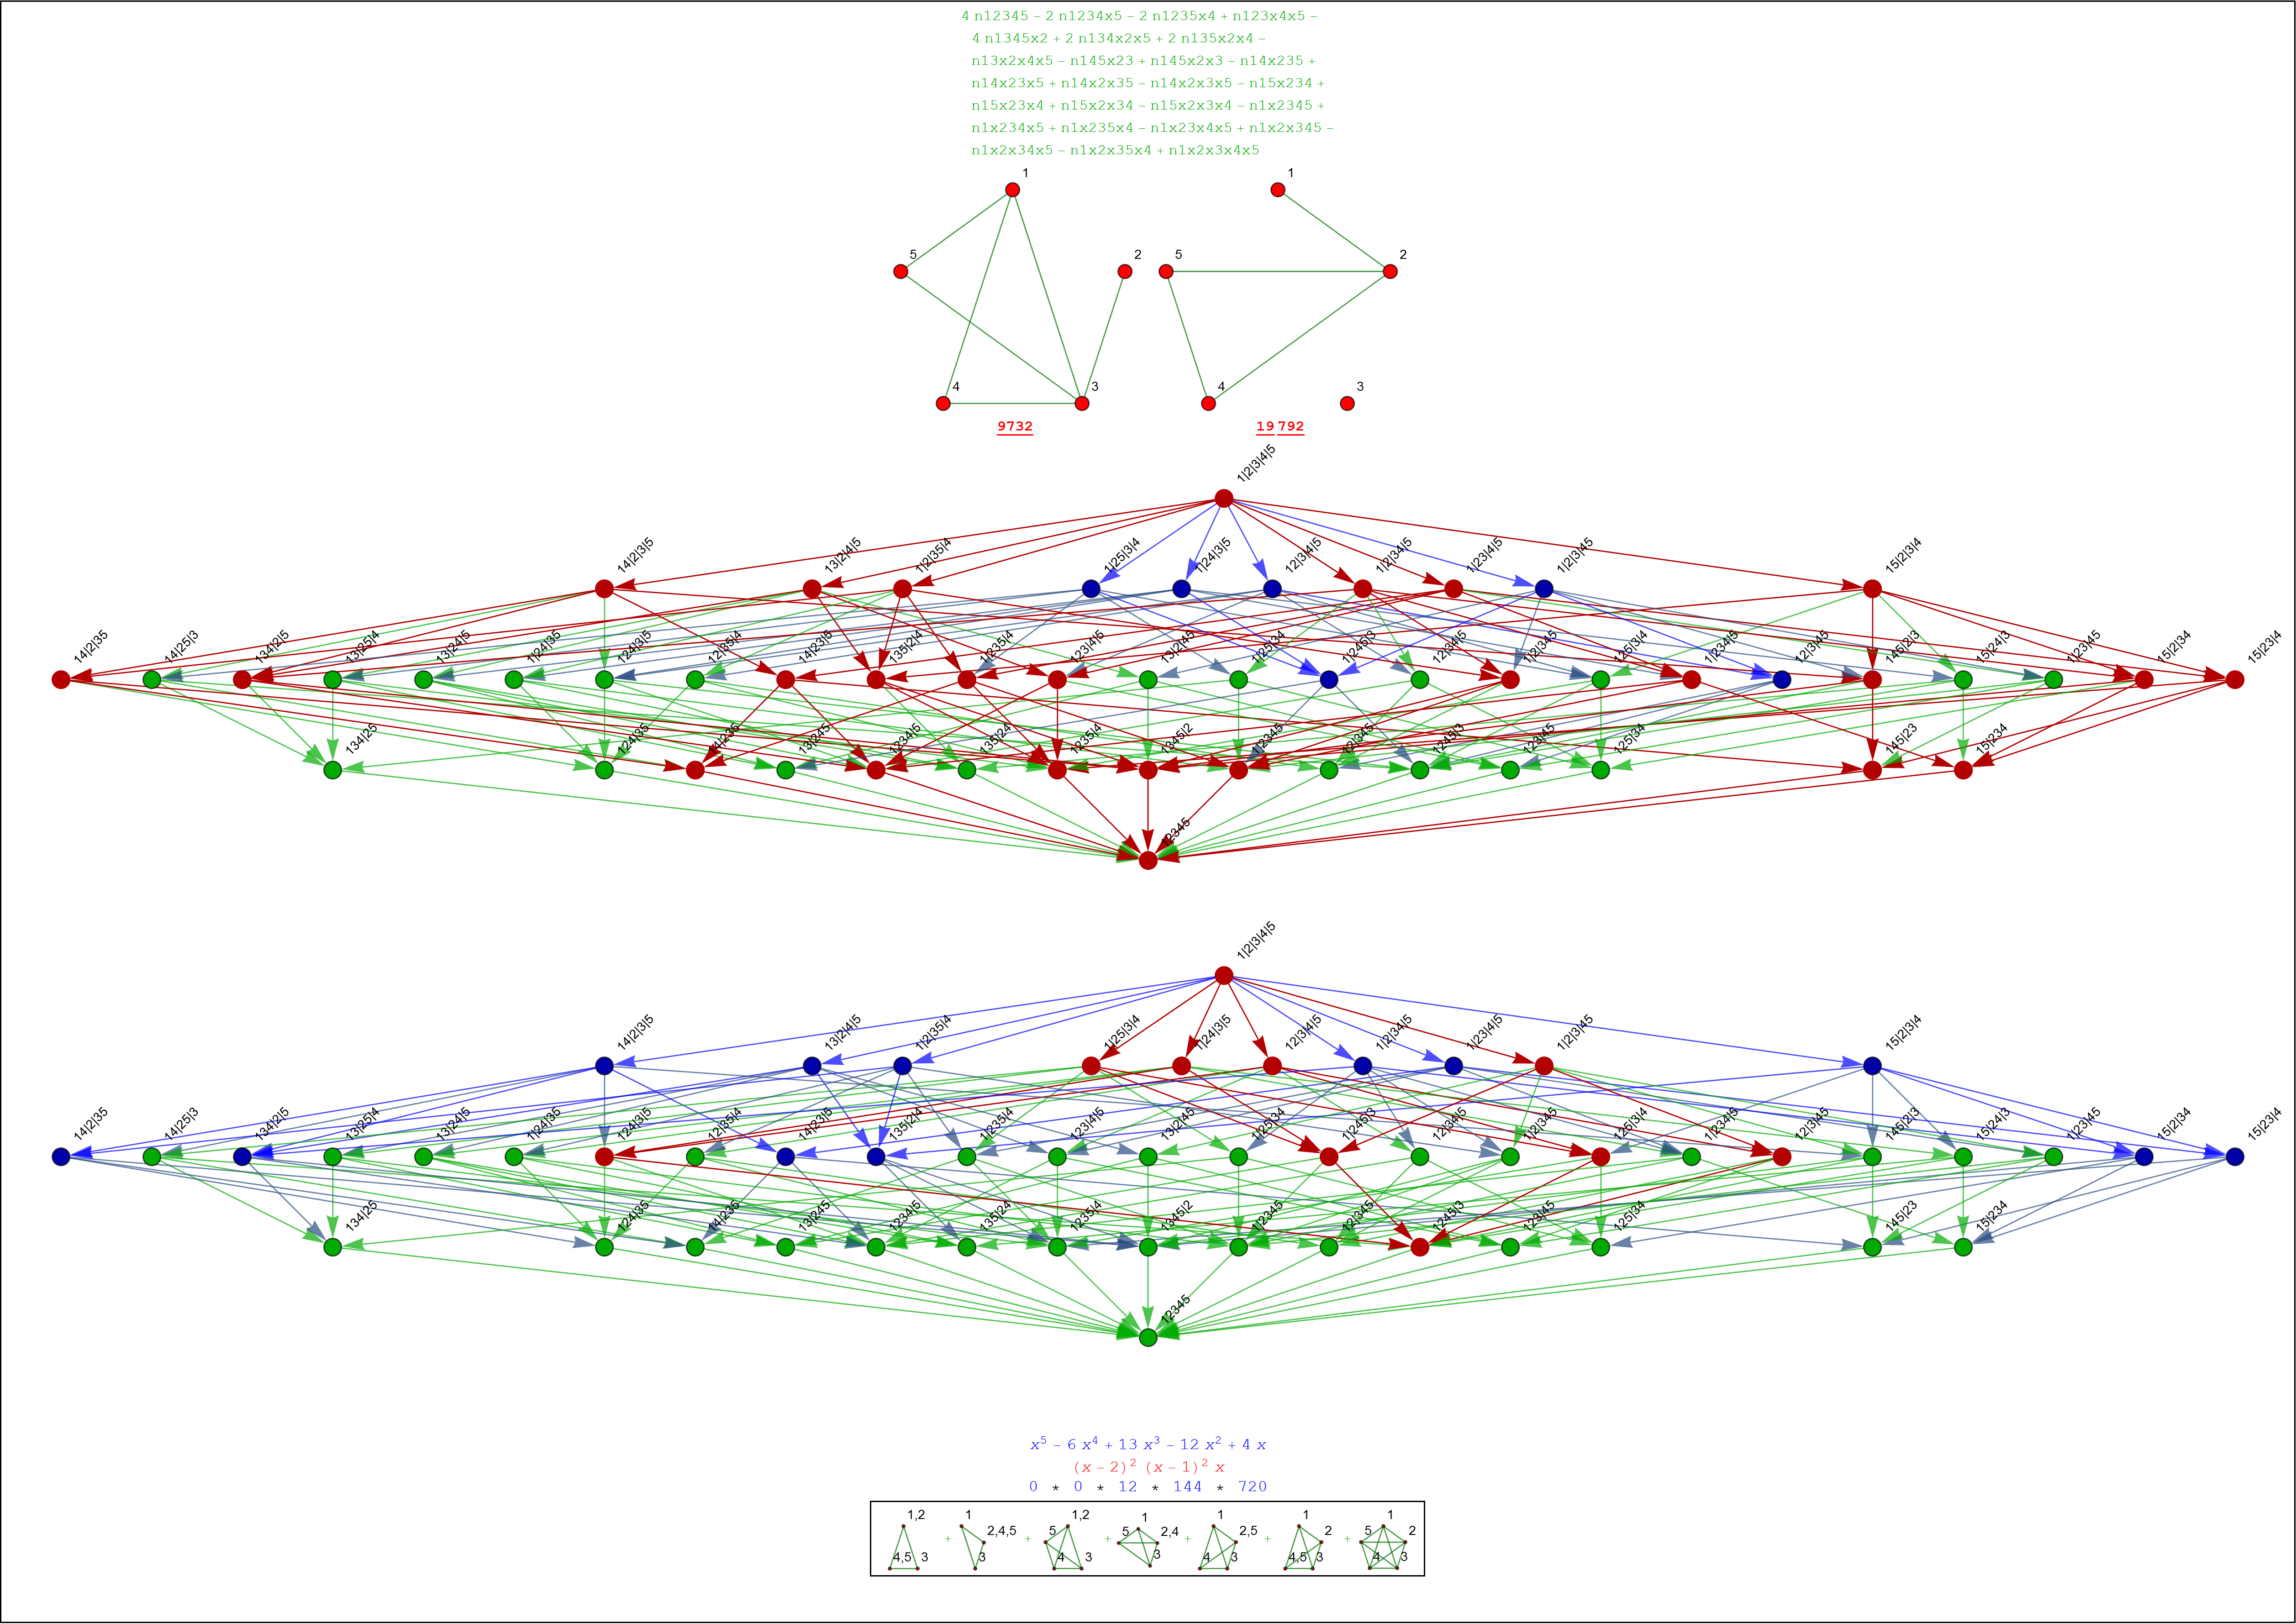 4 n12345 – 2 n1234x5 – 2 n1235x4 + n123x4x5 –
4 n1345x2 + 2 n134x2x5 + 2 n135x2x4 –
n13x2x4x5 – n145x23 + n145x2x3 – n14x235 +
n14x23x5 + n14x2x35 – n14x2x3x5 – n15x234 +
n15x23x4 + n15x2x34 – n15x2x3x4 – n1x2345 +
n1x234x5 + n1x235x4 – n1x23x4x5 + n1x2x345 –
n1x2x34x5 – n1x2x35x4 + n1x2x3x4x5
1 1
5 2 5 2
4 3 4 3
9732 19 792
1|2|3|4|5
14|2|3|5 13|2|4|5 1|2|35|4 1|25|3|4 1|24|3|5 12|3|4|5 1|2|34|5 1|23|4|5 1|2|3|45 15|2|3|4
14|2|35 14|25|3 134|2|5 13|25|4 13|24|5 1|24|35 124|3|5 12|35|4 14|23|5 135|2|4 1|235|4 123|4|5 13|2|45 1|25|34 1|245|3 12|34|5 1|2|345 125|3|4 1|234|5 12|3|45 145|2|3 15|24|3 1|23|45 15|2|34 15|23|4
134|25 124|35 14|235 13|245 1234|5 135|24 1235|4 1345|2 1|2345 12|345 1245|3 123|45 125|34 145|23 15|234
12345
1|2|3|4|5
14|2|3|5 13|2|4|5 1|2|35|4 1|25|3|4 1|24|3|5 12|3|4|5 1|2|34|5 1|23|4|5 1|2|3|45 15|2|3|4
14|2|35 14|25|3 134|2|5 13|25|4 13|24|5 1|24|35 124|3|5 12|35|4 14|23|5 135|2|4 1|235|4 123|4|5 13|2|45 1|25|34 1|245|3 12|34|5 1|2|345 125|3|4 1|234|5 12|3|45 145|2|3 15|24|3 1|23|45 15|2|34 15|23|4
134|25 124|35 14|235 13|245 1234|5 135|24 1235|4 1345|2 1|2345 12|345 1245|3 123|45 125|34 145|23 15|234
12345
x⁵ – 6 x⁴ + 13 x³ – 12 x² + 4 x
(x – 2)² (x – 1)² x
0 * 0 * 12 * 144 * 720
1,2 4,5 3 + 1 2,4,5 3 + 1,2 5 4 3 + 1 5 2,4 3 + 1 2,5 4 3 + 1 2 4,5 3 + 1 5 2 4 3